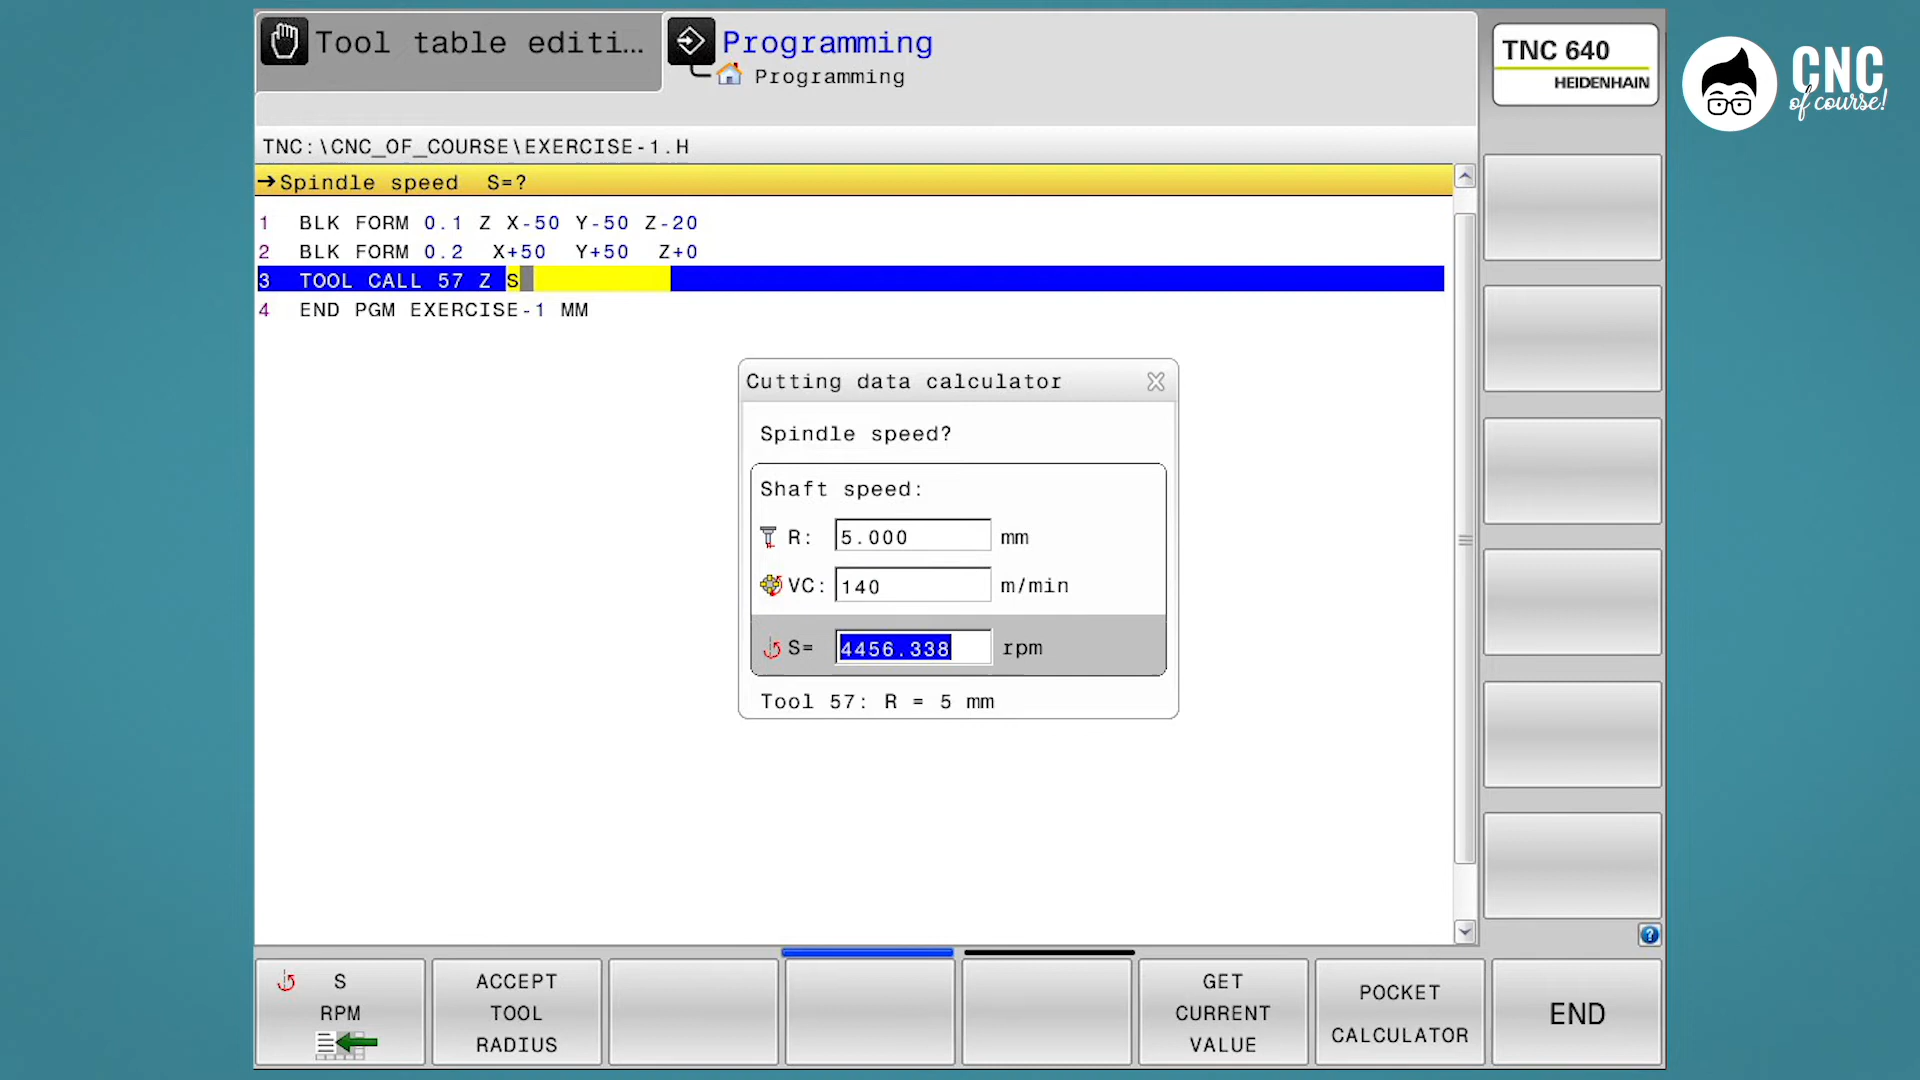 Tool table editi...
Programming
Programming
TNC 640
HEIDENHAIN
CNC
of course!
TNC:\CNC_OF_COURSE\EXERCISE-1.H
→Spindle speed S=?
1 BLK FORM 0.1 Z X-50 Y-50 Z-20
2 BLK FORM 0.2 X+50 Y+50 Z+0
3 TOOL CALL 57 Z S
4 END PGM EXERCISE-1 MM
Cutting data calculator
Spindle speed?
Shaft speed:
R: 5.000 mm
VC: 140 m/min
S= 4456.338 rpm
Tool 57: R = 5 mm
S
RPM
ACCEPT
TOOL
RADIUS
GET
CURRENT
VALUE
POCKET
CALCULATOR
END
?